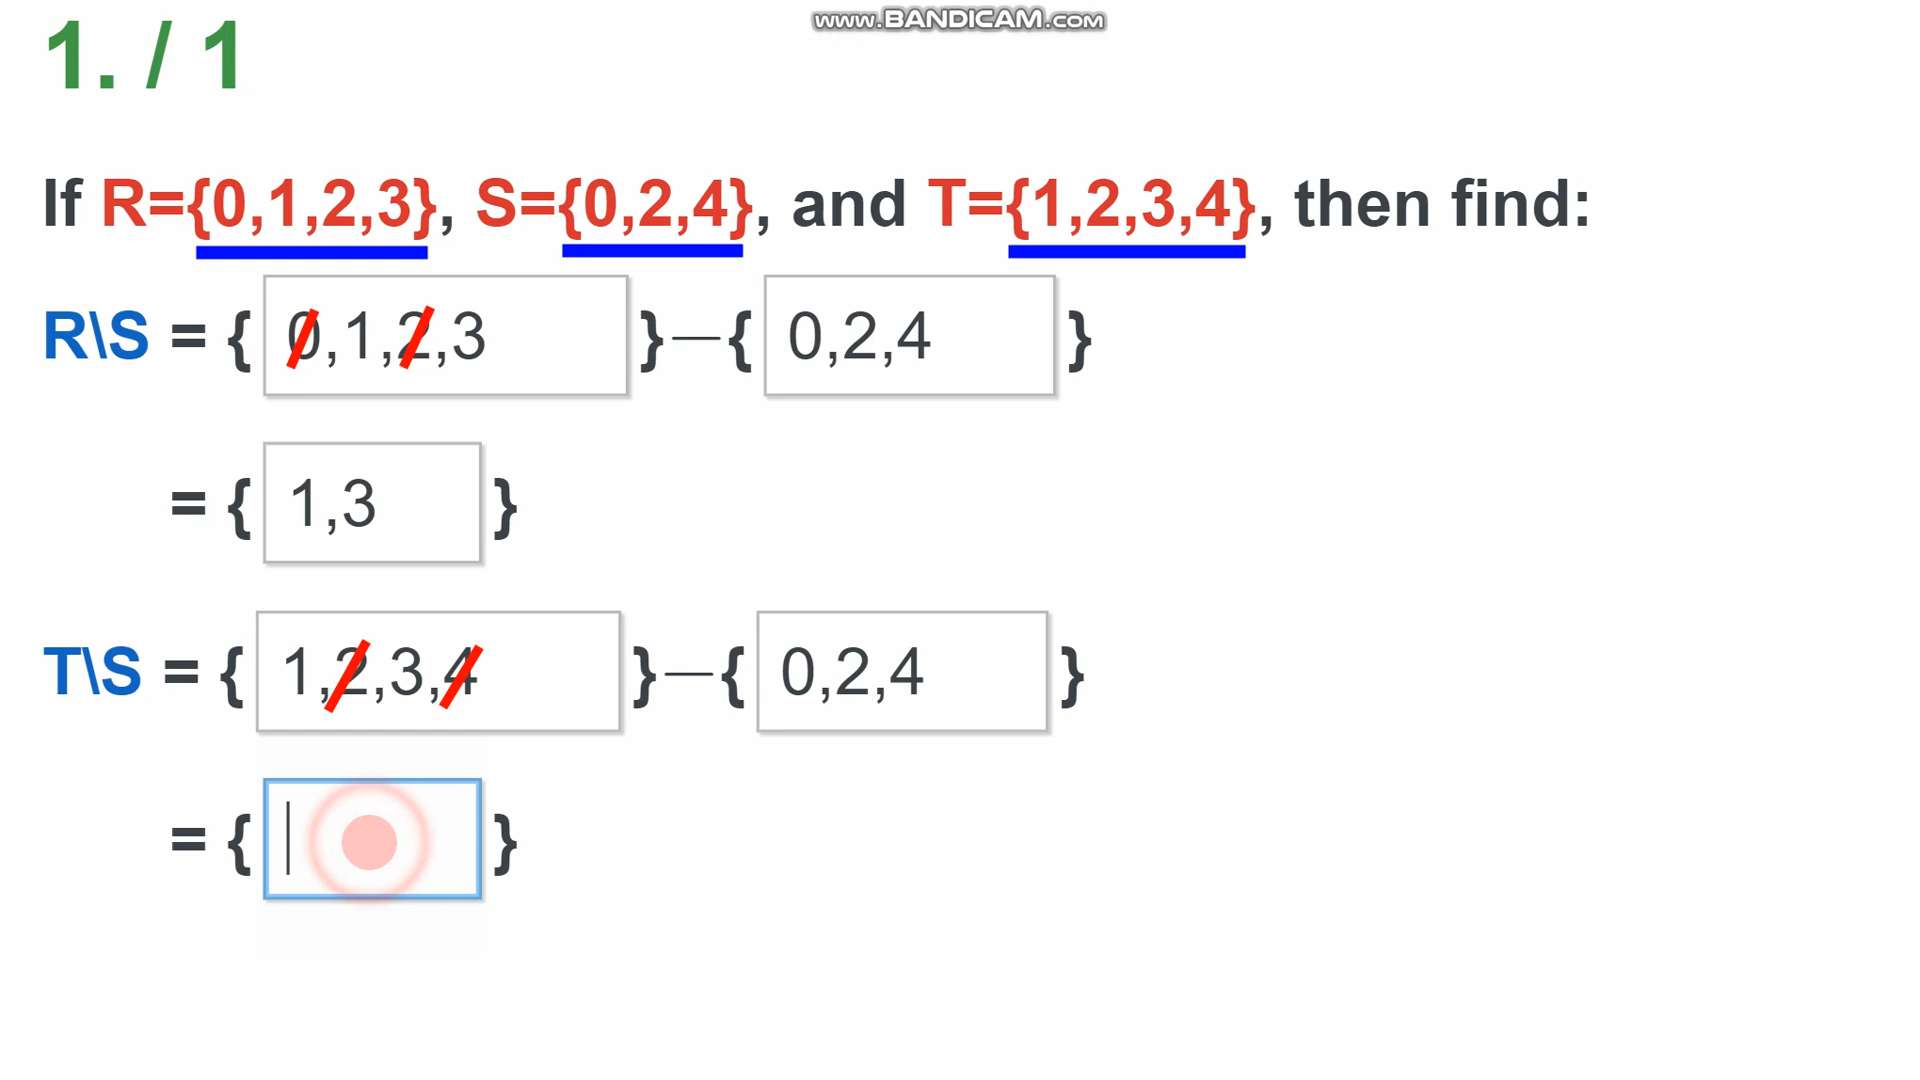 www.BANDICAM.com
1. / 1
If R={0,1,2,3}, S={0,2,4}, and T={1,2,3,4}, then find:
R\S = { 0,1,2,3 } — { 0,2,4 }
= { 1,3 }
T\S = { 1,2,3,4 } — { 0,2,4 }
= { }